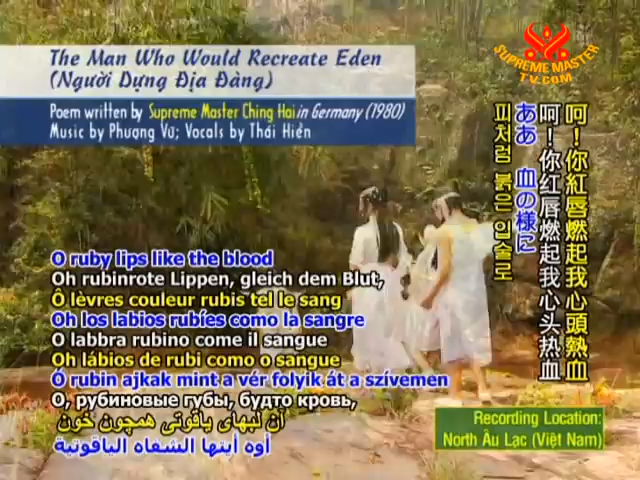 The Man Who Would Recreate Eden
(Người Dựng Địa Đàng)
Poem written by Supreme Master Ching Hai in Germany (1980)
Music by Phượng Vũ; Vocals by Thái Hiền
SUPREME MASTER
TV.COM
呵！你紅唇燃起我心頭熱血
呵！你红唇燃起我心头热血
ああ 血の様に
피처럼 붉은 입술로
O ruby lips like the blood
Oh rubinrote Lippen, gleich dem Blut,
Ô lèvres couleur rubis tel le sang
Oh los labios rubíes como la sangre
O labbra rubino come il sangue
Oh lábios de rubi como o sangue
Ó rubin ajkak mint a vér folyik át a szívemen
О, рубиновые губы, будто кровь,
آن لبهای یاقوتی همچون خون
أوه أيتها الشفاه الياقوتية
Recording Location:
North Âu Lạc (Việt Nam)